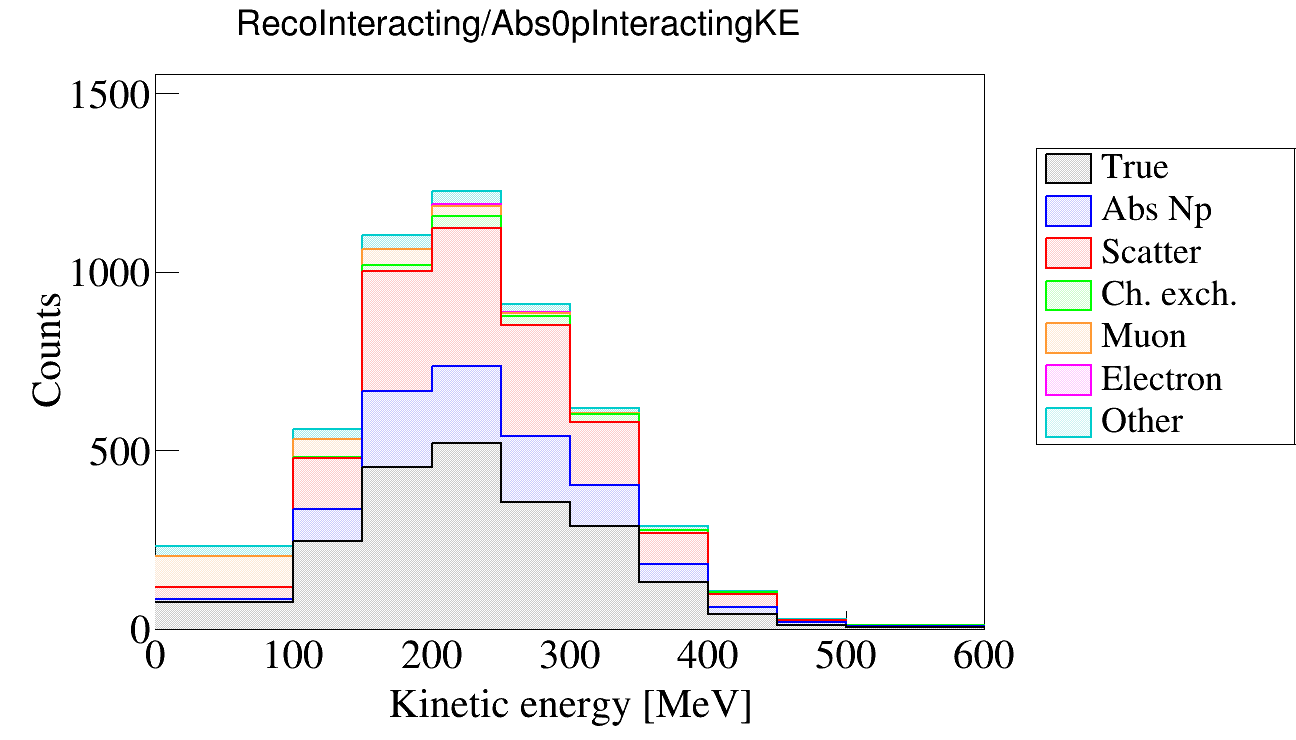 RecoInteracting/Abs0pInteractingKE
1500
1000
500
0
Counts
0 100 200 300 400 500 600
Kinetic energy [MeV]
True
Abs Np
Scatter
Ch. exch.
Muon
Electron
Other